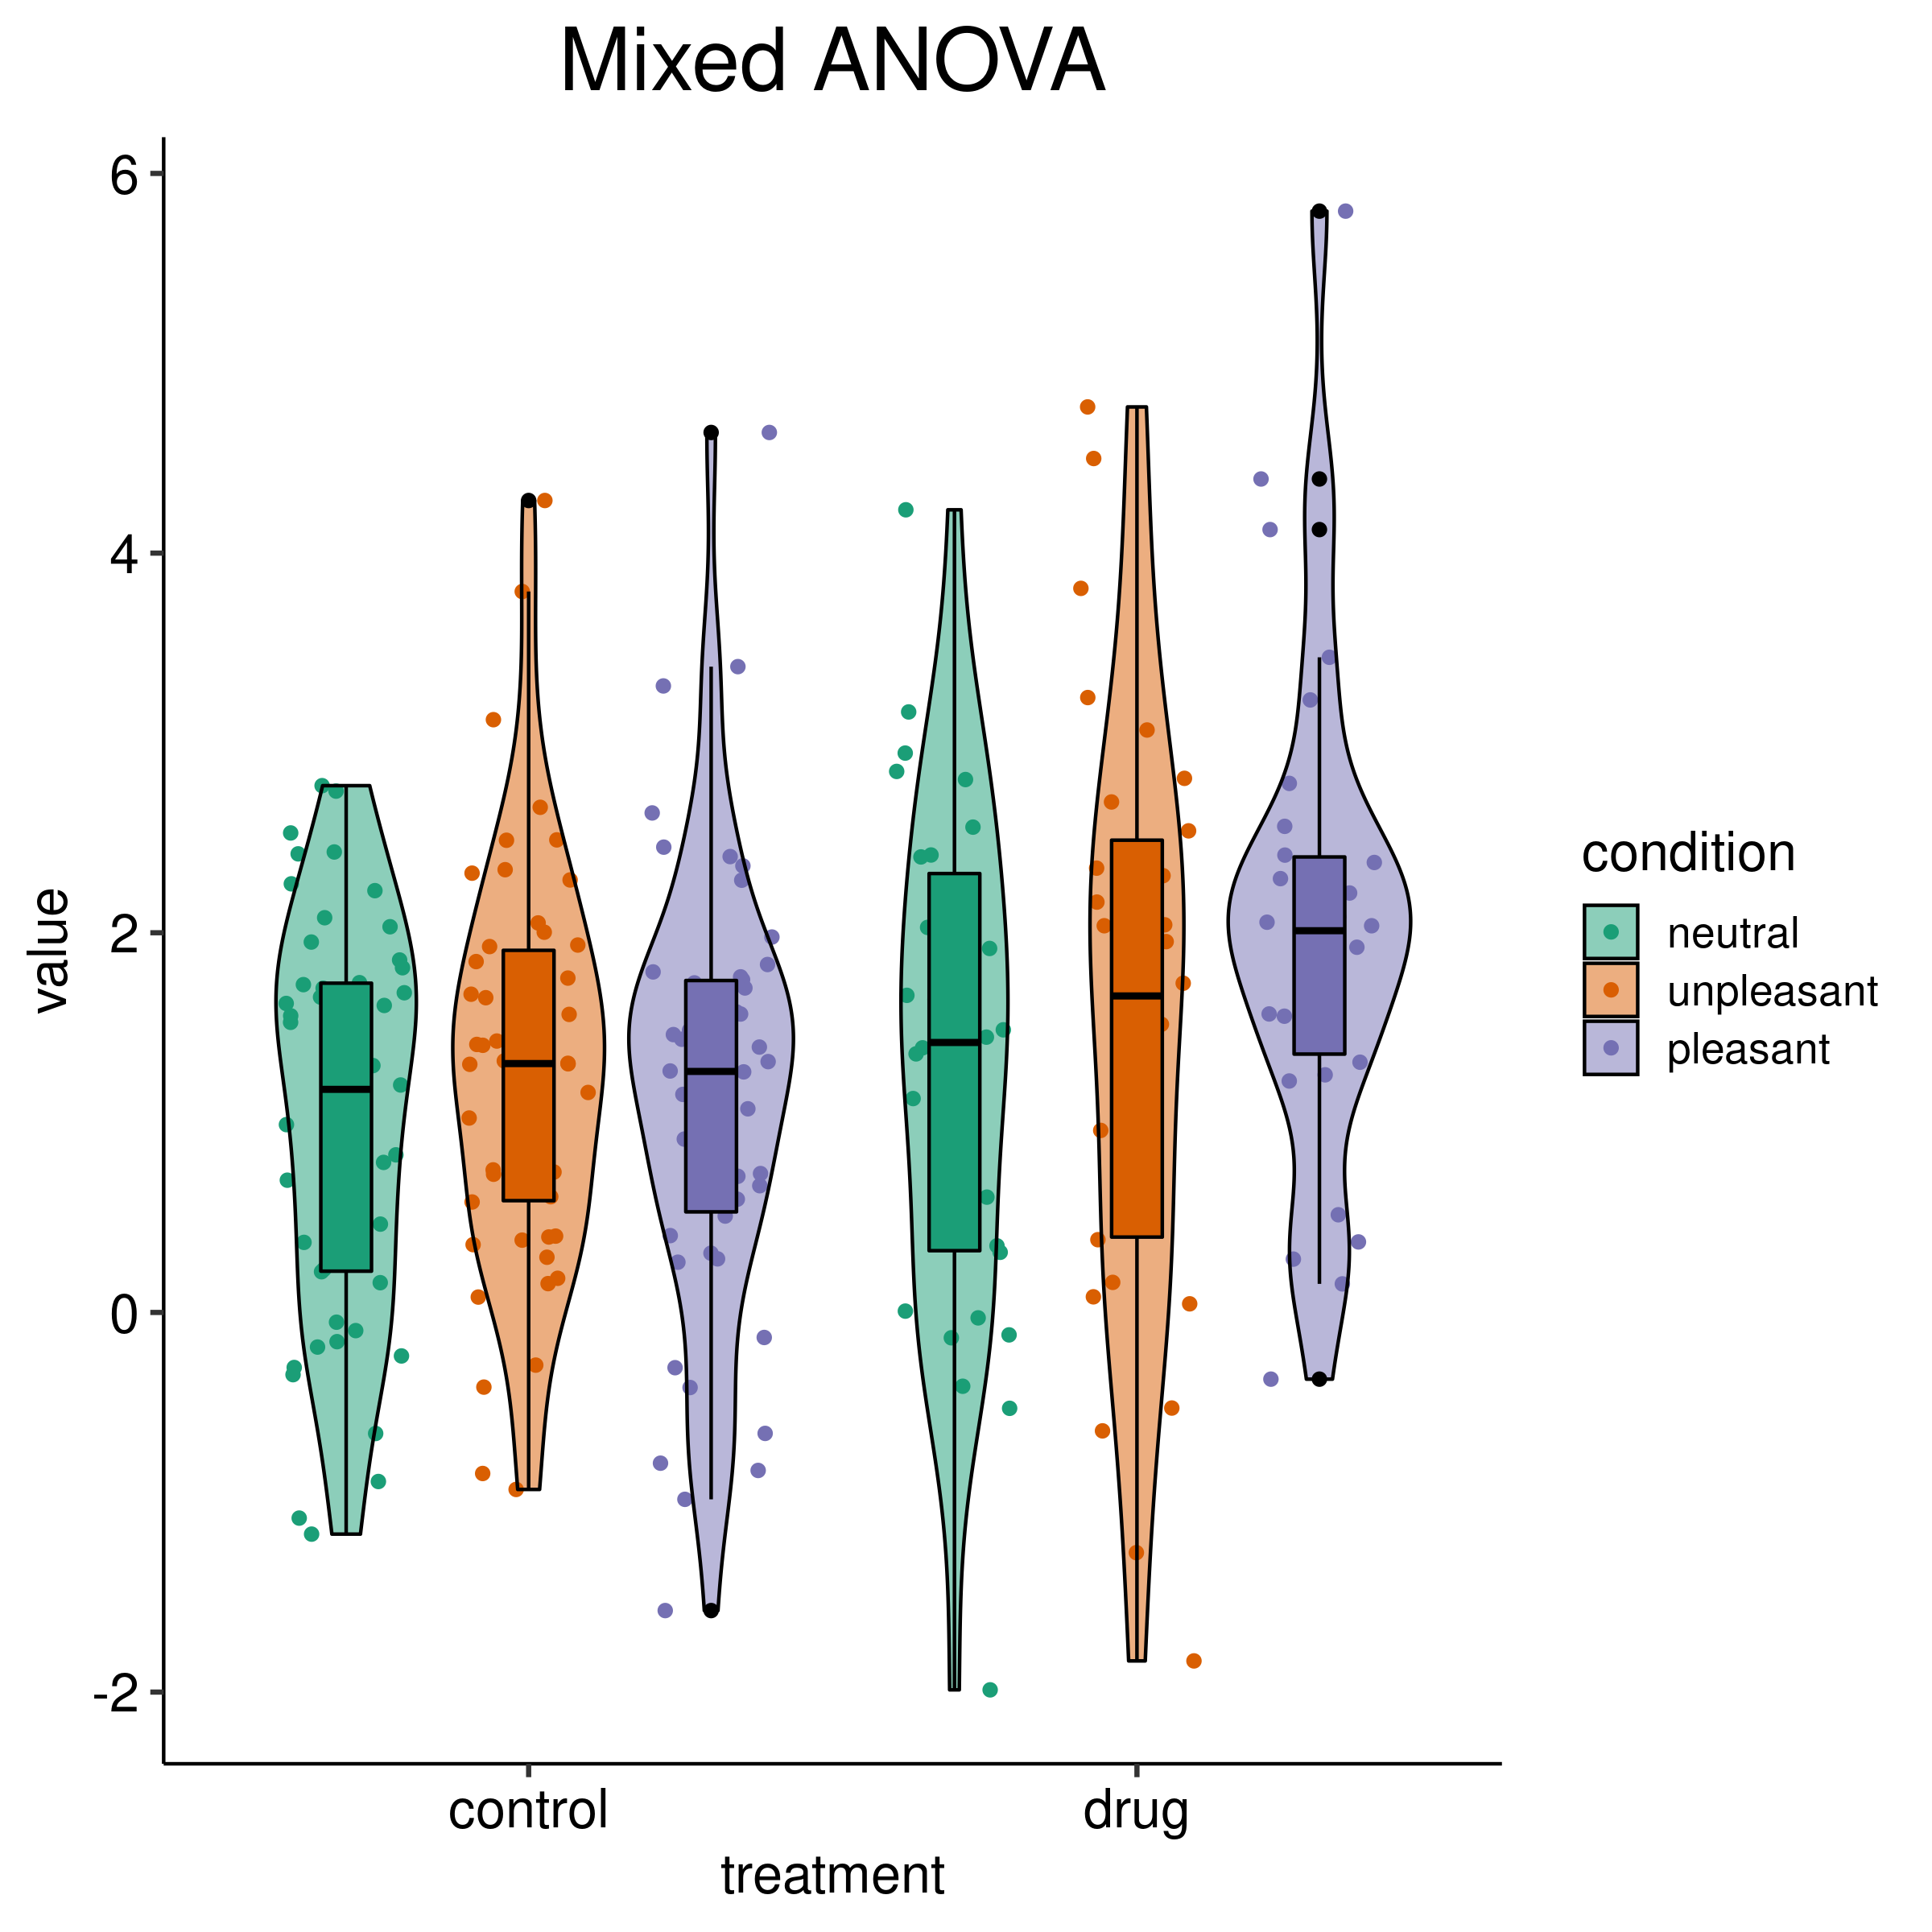 Mixed ANOVA
6
4
2
0
-2
value
control
drug
treatment
condition
neutral
unpleasant
pleasant